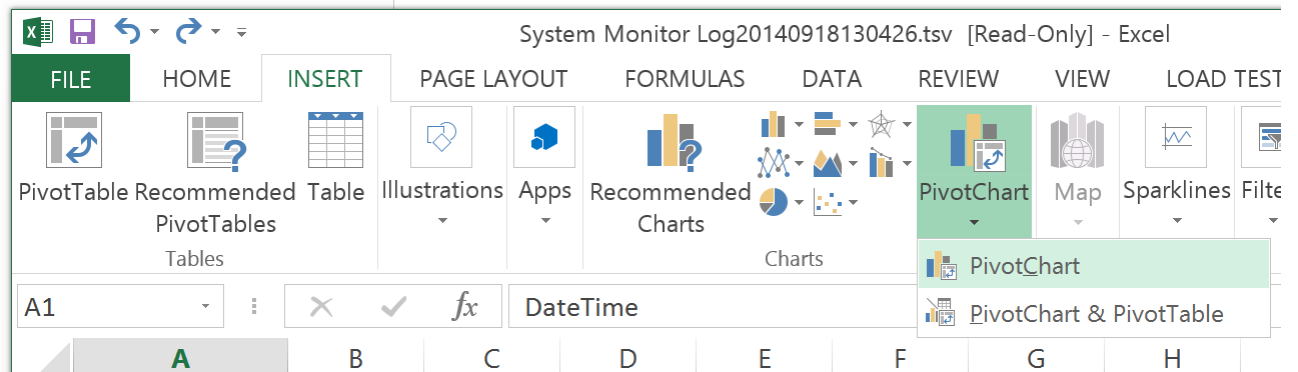 System Monitor Log20140918130426.tsv [Read-Only] - Excel
FILE HOME INSERT PAGE LAYOUT FORMULAS DATA REVIEW VIEW LOAD TEST
PivotTable Recommended PivotTables Table Illustrations Apps Recommended Charts PivotChart Map Sparklines Filte
Tables Charts
PivotChart
PivotChart & PivotTable
A1 fx DateTime
A B C D E F G H